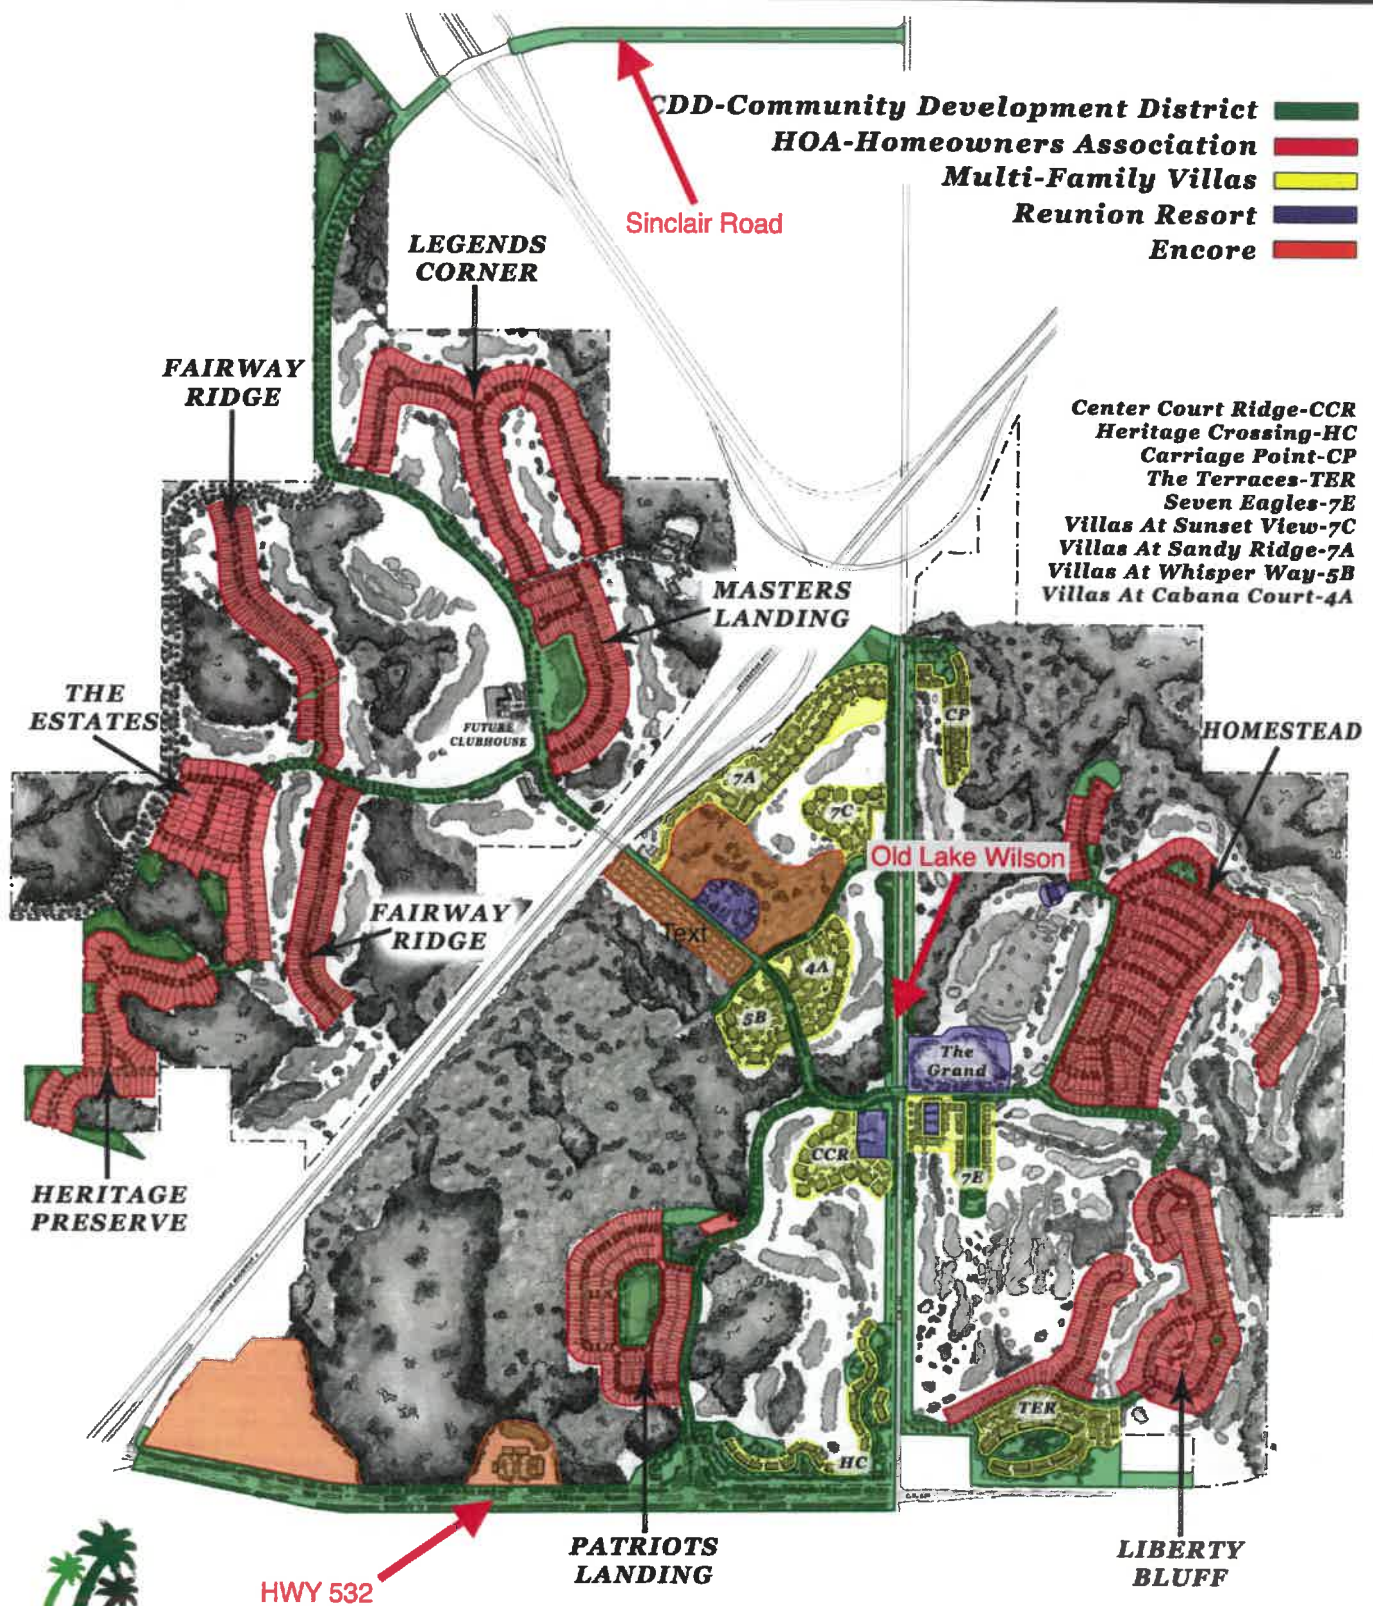 CDD-Community Development District
HOA-Homeowners Association
Multi-Family Villas
Reunion Resort
Encore
Sinclair Road
LEGENDS
CORNER
FAIRWAY
RIDGE
Center Court Ridge-CCR
Heritage Crossing-HC
Carriage Point-CP
The Terraces-TER
Seven Eagles-7E
Villas At Sunset View-7C
Villas At Sandy Ridge-7A
Villas At Whisper Way-5B
Villas At Cabana Court-4A
MASTERS
LANDING
THE
ESTATES
FUTURE
CLUBHOUSE
CP
HOMESTEAD
7A
7C
Old Lake Wilson
FAIRWAY
RIDGE
Text
4A
5B
The
Grand
CCR
7E
HERITAGE
PRESERVE
TER
HC
PATRIOTS
LANDING
LIBERTY
BLUFF
HWY 532